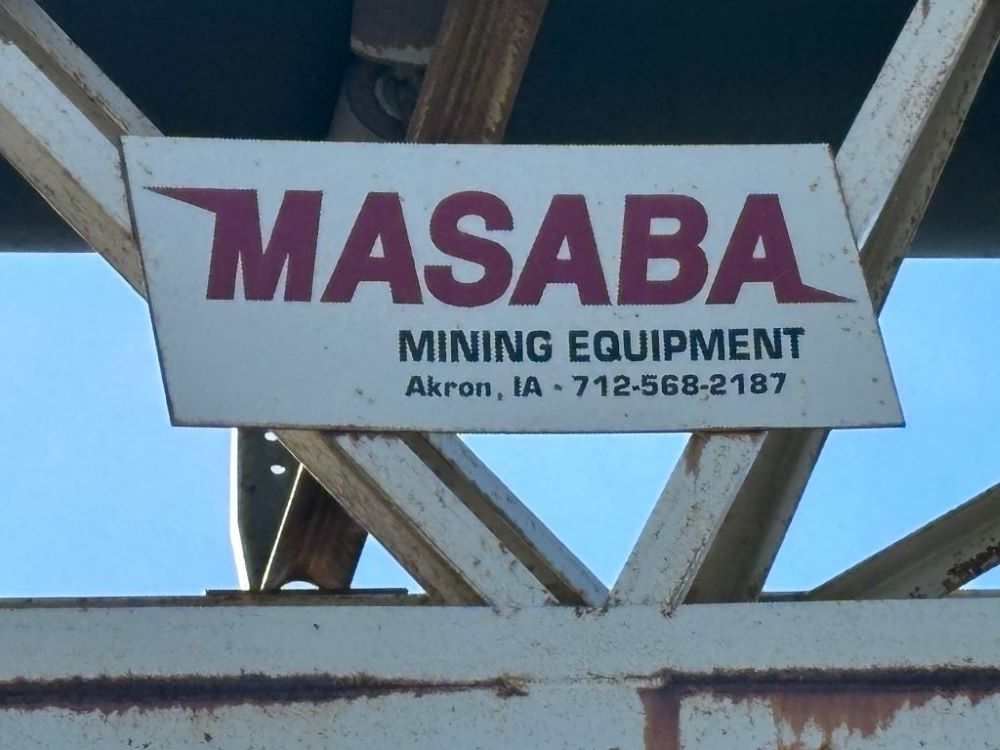 MASABA
MINING EQUIPMENT
Akron, IA - 712-568-2187